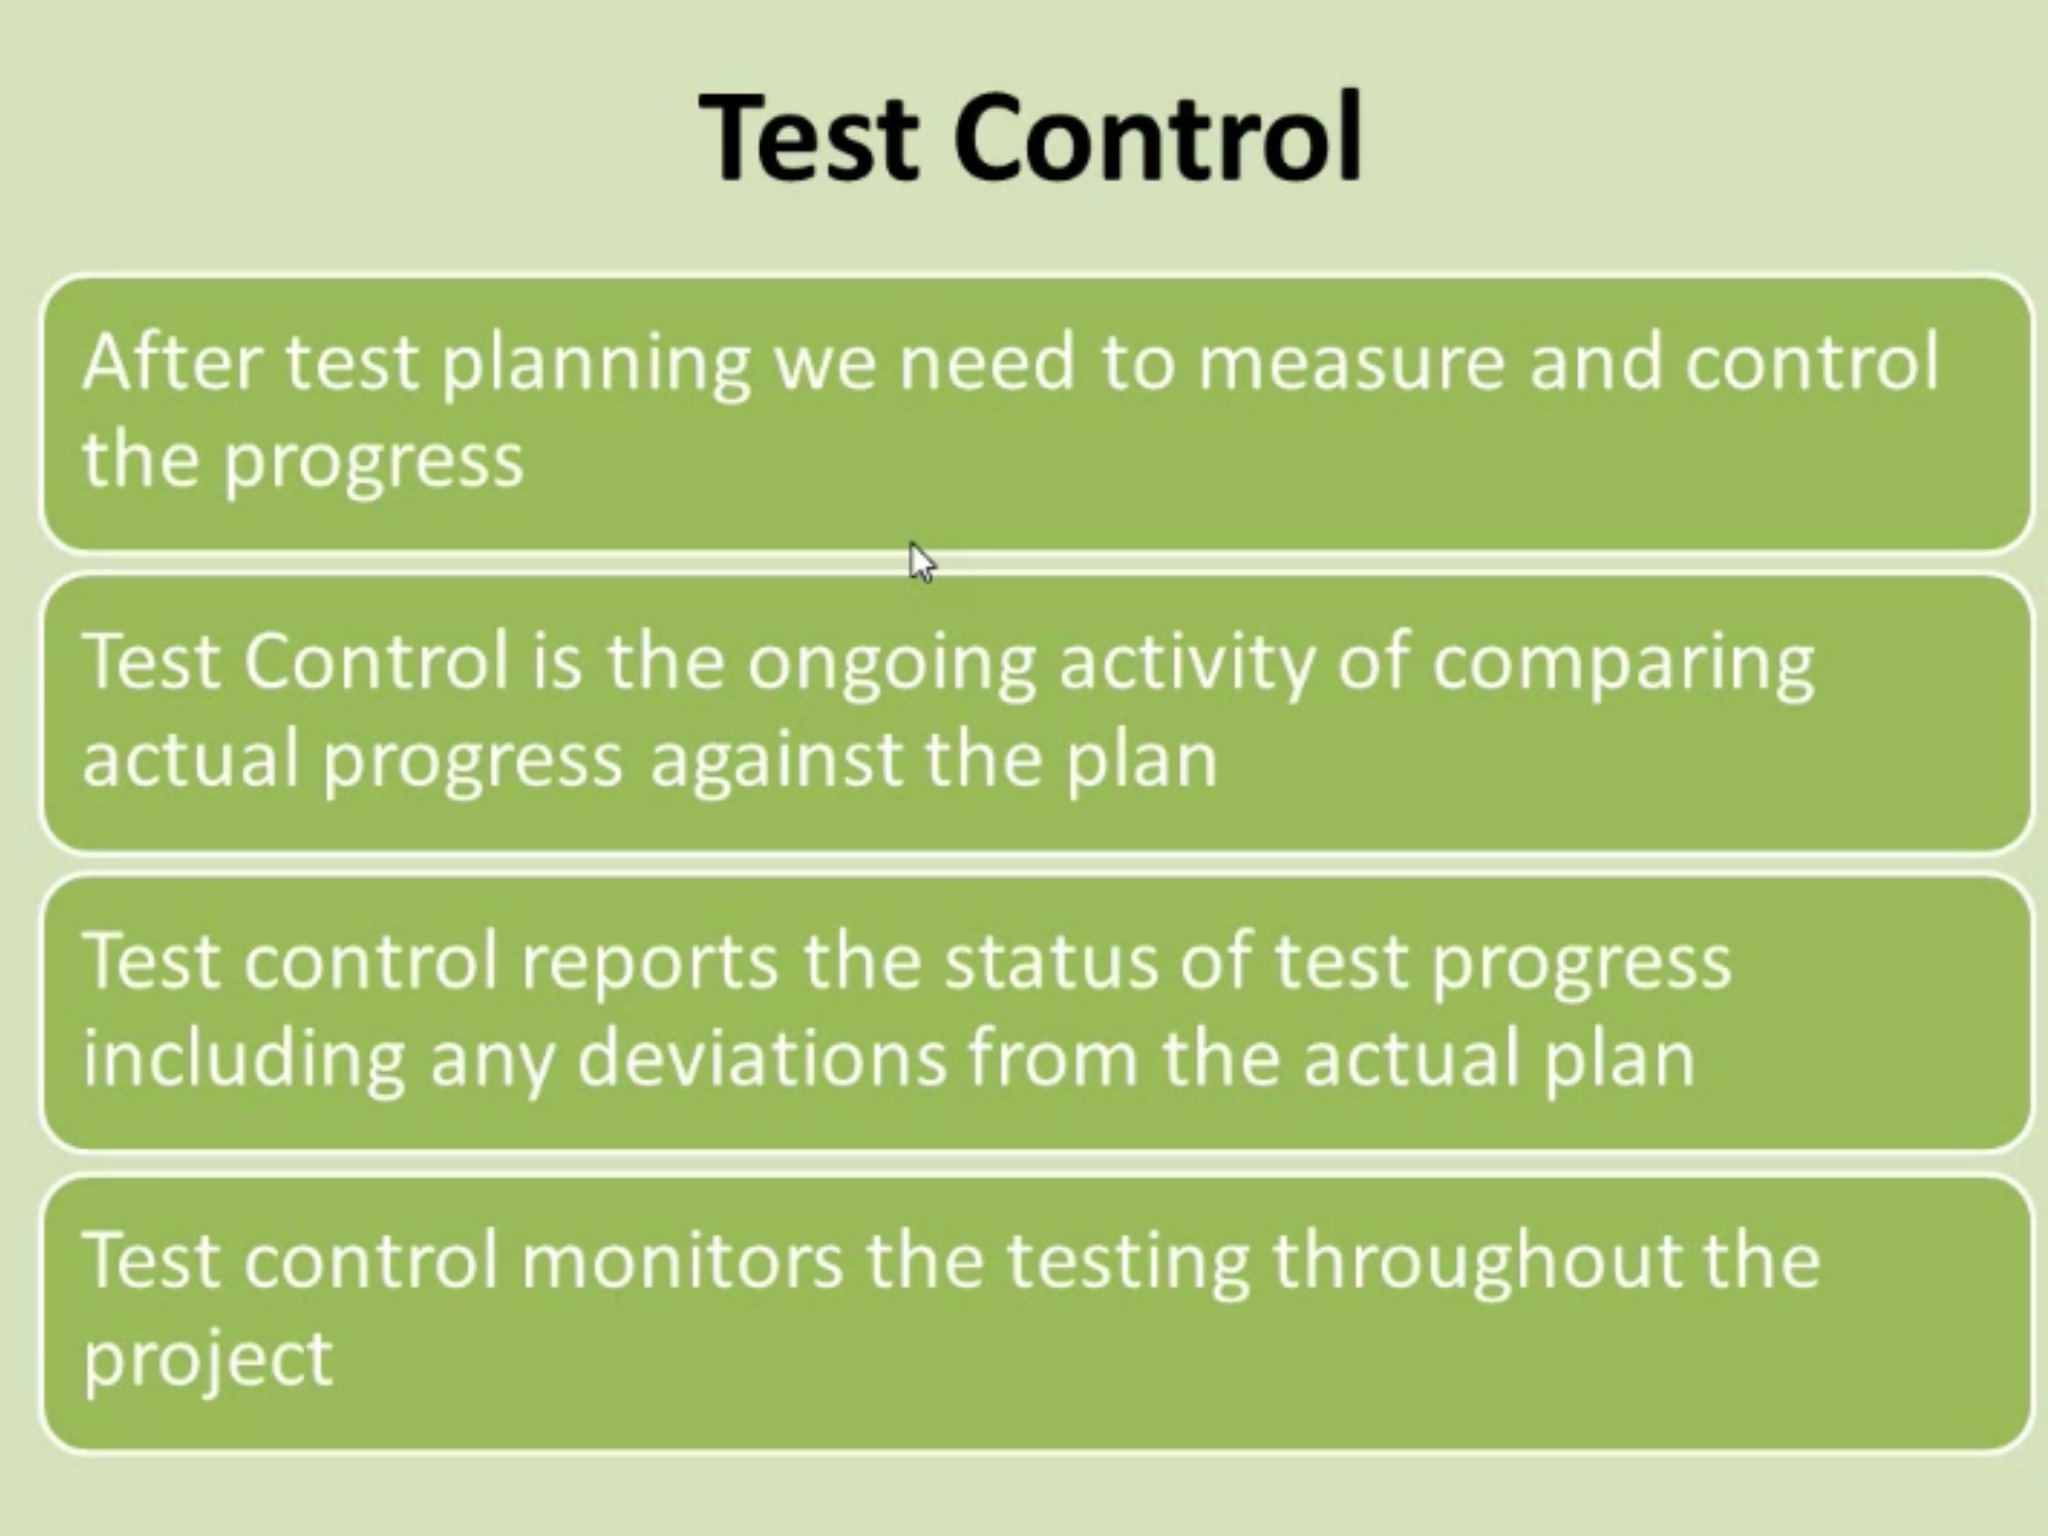 Test Control
After test planning we need to measure and control
the progress
Test Control is the ongoing activity of comparing
actual progress against the plan
Test control reports the status of test progress
including any deviations from the actual plan
Test control monitors the testing throughout the
project